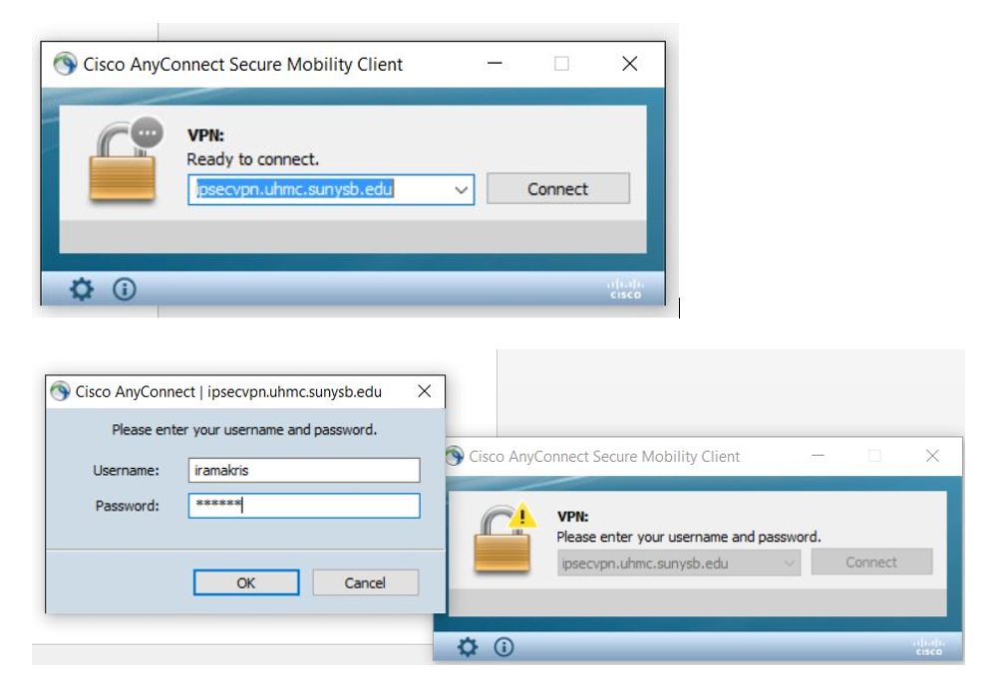 Cisco AnyConnect Secure Mobility Client
VPN:
Ready to connect.
ipsecvpn.uhmc.sunysb.edu
Connect
cisco
Cisco AnyConnect | ipsecvpn.uhmc.sunysb.edu
Please enter your username and password.
Username: iramakris
Password: ******
OK Cancel
Cisco AnyConnect Secure Mobility Client
VPN:
Please enter your username and password.
ipsecvpn.uhmc.sunysb.edu
Connect
cisco